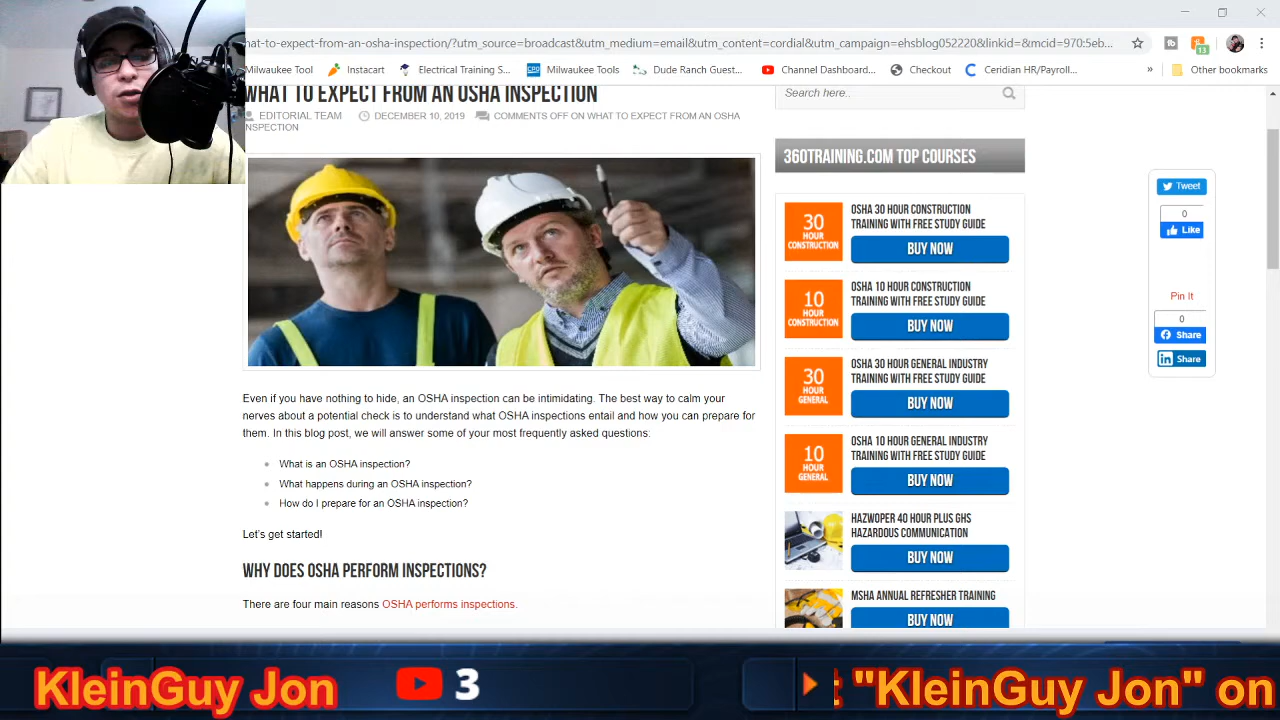 hat-to-expect-from-an-osha-inspection/?utm_source=broadcast&utm_medium=email&utm_content=cordial&utm_campaign=ehsblog052220&linkid=&mcid=970:5eb...
13
Milwaukee Tool
Instacart
Electrical Training S...
CPO
Milwaukee Tools
Dude Ranch Guest...
Channel Dashboard...
Checkout
Ceridian HR/Payroll...
»
Other bookmarks
WHAT TO EXPECT FROM AN OSHA INSPECTION
EDITORIAL TEAM
DECEMBER 10, 2019
COMMENTS OFF ON WHAT TO EXPECT FROM AN OSHA
NSPECTION
Even if you have nothing to hide, an OSHA inspection can be intimidating. The best way to calm your
nerves about a potential check is to understand what OSHA inspections entail and how you can prepare for
them. In this blog post, we will answer some of your most frequently asked questions:
What is an OSHA inspection?
What happens during an OSHA inspection?
How do I prepare for an OSHA inspection?
Let's get started!
WHY DOES OSHA PERFORM INSPECTIONS?
There are four main reasons OSHA performs inspections.
Search here..
360TRAINING.COM TOP COURSES
30
HOUR
CONSTRUCTION
OSHA 30 HOUR CONSTRUCTION
TRAINING WITH FREE STUDY GUIDE
BUY NOW
10
HOUR
CONSTRUCTION
OSHA 10 HOUR CONSTRUCTION
TRAINING WITH FREE STUDY GUIDE
BUY NOW
30
HOUR
GENERAL
OSHA 30 HOUR GENERAL INDUSTRY
TRAINING WITH FREE STUDY GUIDE
BUY NOW
10
HOUR
GENERAL
OSHA 10 HOUR GENERAL INDUSTRY
TRAINING WITH FREE STUDY GUIDE
BUY NOW
HAZWOPER 40 HOUR PLUS GHS
HAZARDOUS COMMUNICATION
BUY NOW
MSHA ANNUAL REFRESHER TRAINING
BUY NOW
Tweet
0
Like
Pin It
0
Share
in Share
KleinGuy Jon
3
"KleinGuy Jon" on